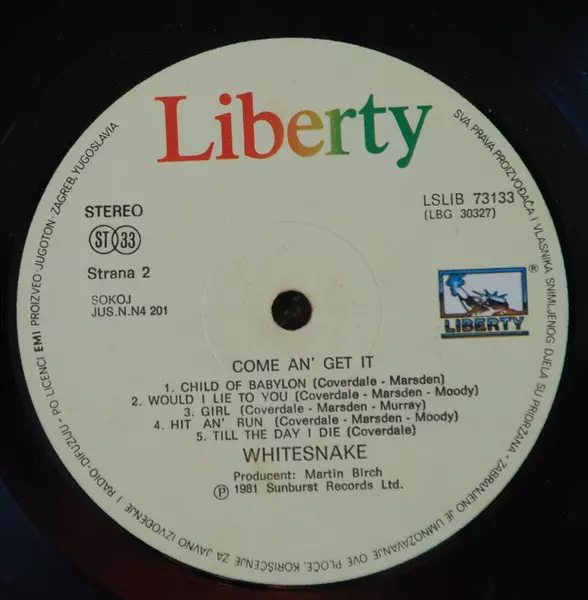 Liberty
STEREO
ST 33
Strana 2
SOKOJ
JUS.N.N4 201
LSLIB 73133
(LBG 30327)
®
LIBERTY
COME AN' GET IT
1. CHILD OF BABYLON (Coverdale - Marsden)
2. WOULD I LIE TO YOU (Coverdale - Marsden - Moody)
3. GIRL (Coverdale - Marsden - Murray)
4. HIT AN' RUN (Coverdale - Marsden - Moody)
5. TILL THE DAY I DIE (Coverdale)
WHITESNAKE
Producent: Martin Birch
Ⓟ 1981 Sunburst Records Ltd.
SVA PRAVA PROIZVOĐAČA I VLASNIKA SNIMLJENOG DJELA SU PRIDRŽANA - ZABRANJENO JE UMNOŽAVANJE OVE PLOČE, KORIŠĆENJE ZA JAVNO IZVOĐENJE I RADIO-DIFUZIJU - PO LICENCI EMI PROIZVEO-JUGOTON-ZAGREB, YUGOSLAVIA